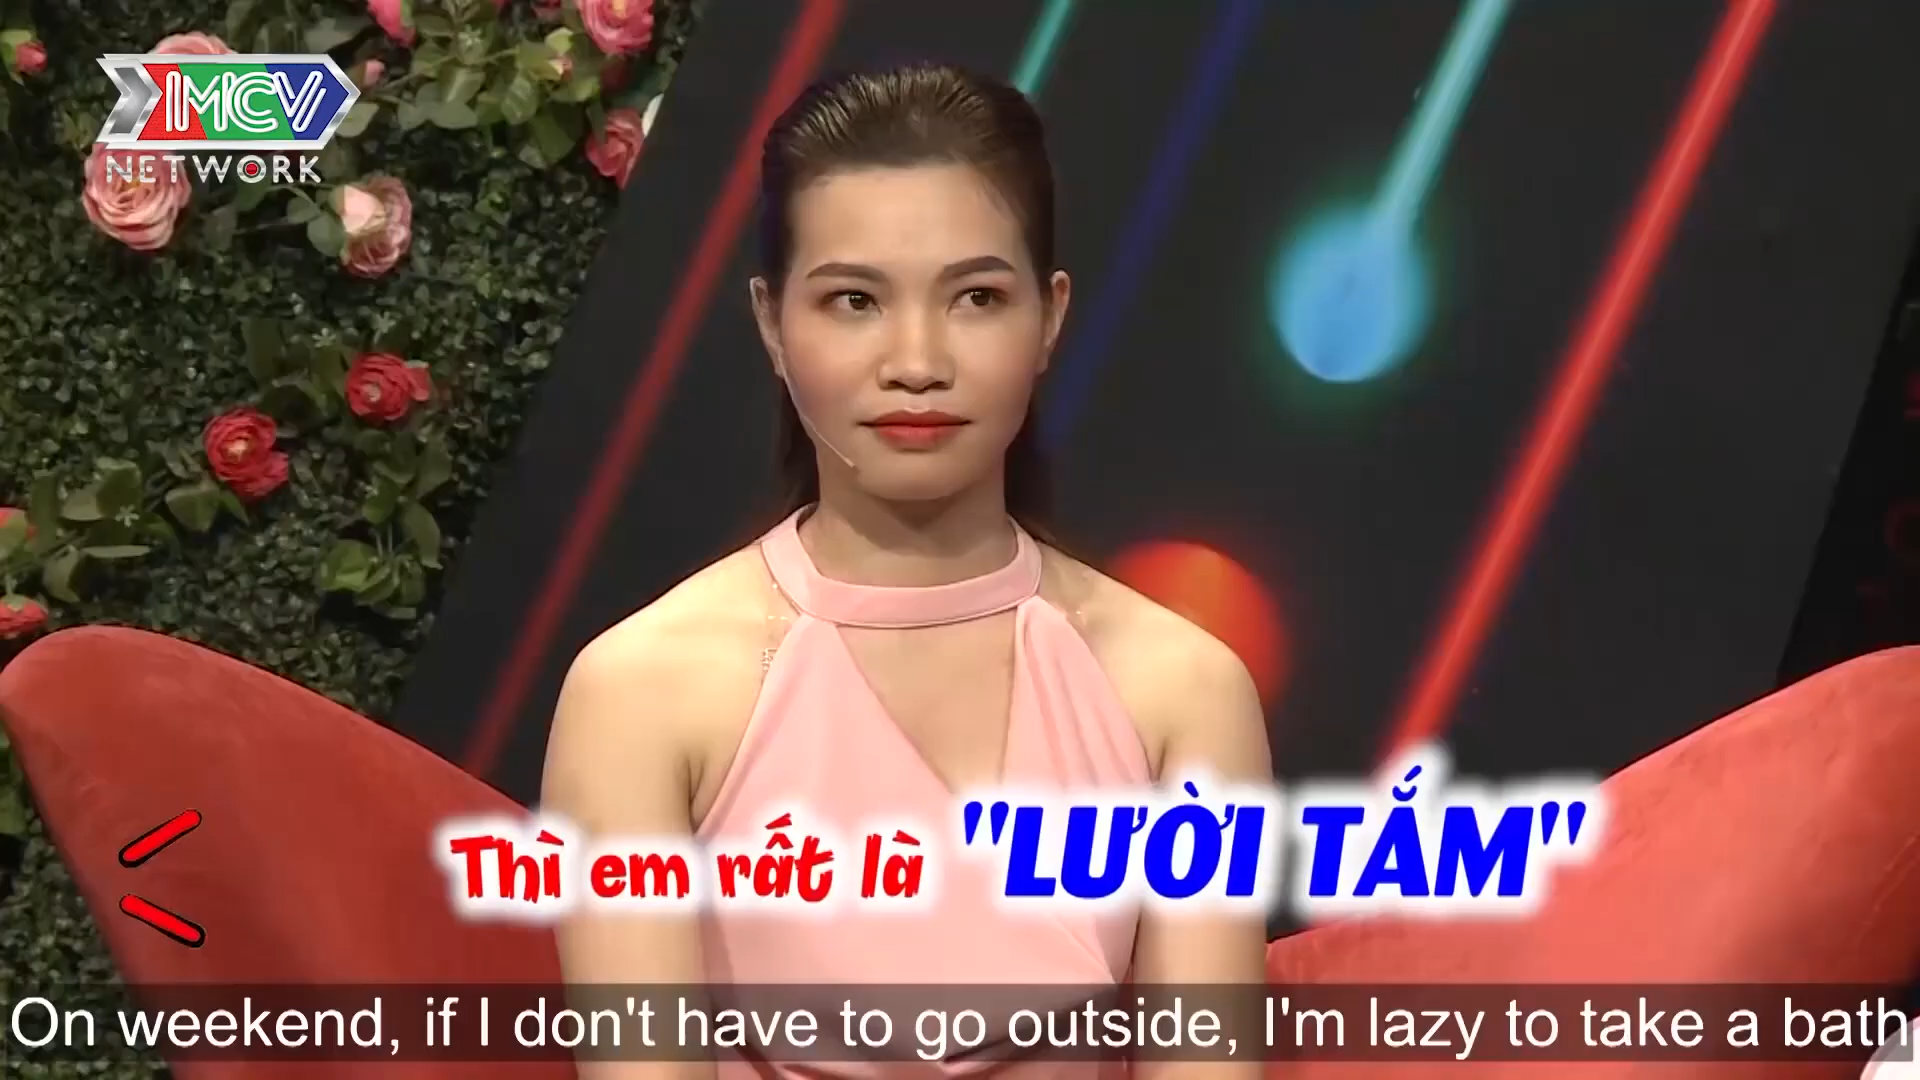 MCV
NETWORK
Thì em rất là "LƯỜI TẮM"
On weekend, if I don't have to go outside, I'm lazy to take a bath